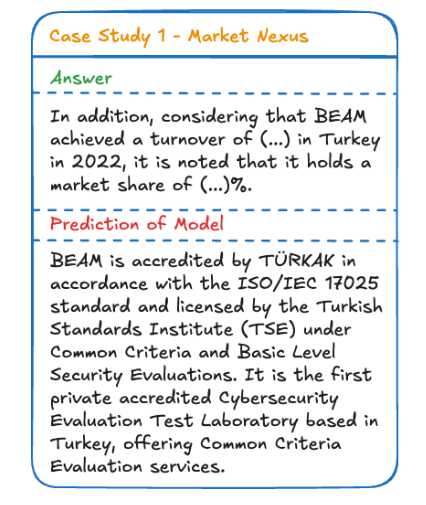 Case Study 1 - Market Nexus
Answer
In addition, considering that BEAM
achieved a turnover of (...) in Turkey
in 2022, it is noted that it holds a
market share of (...)%.
Prediction of Model
BEAM is accredited by TÜRKAK in
accordance with the ISO/IEC 17025
standard and licensed by the Turkish
Standards Institute (TSE) under
Common Criteria and Basic Level
Security Evaluations. It is the first
private accredited Cybersecurity
Evaluation Test Laboratory based in
Turkey, offering Common Criteria
Evaluation services.